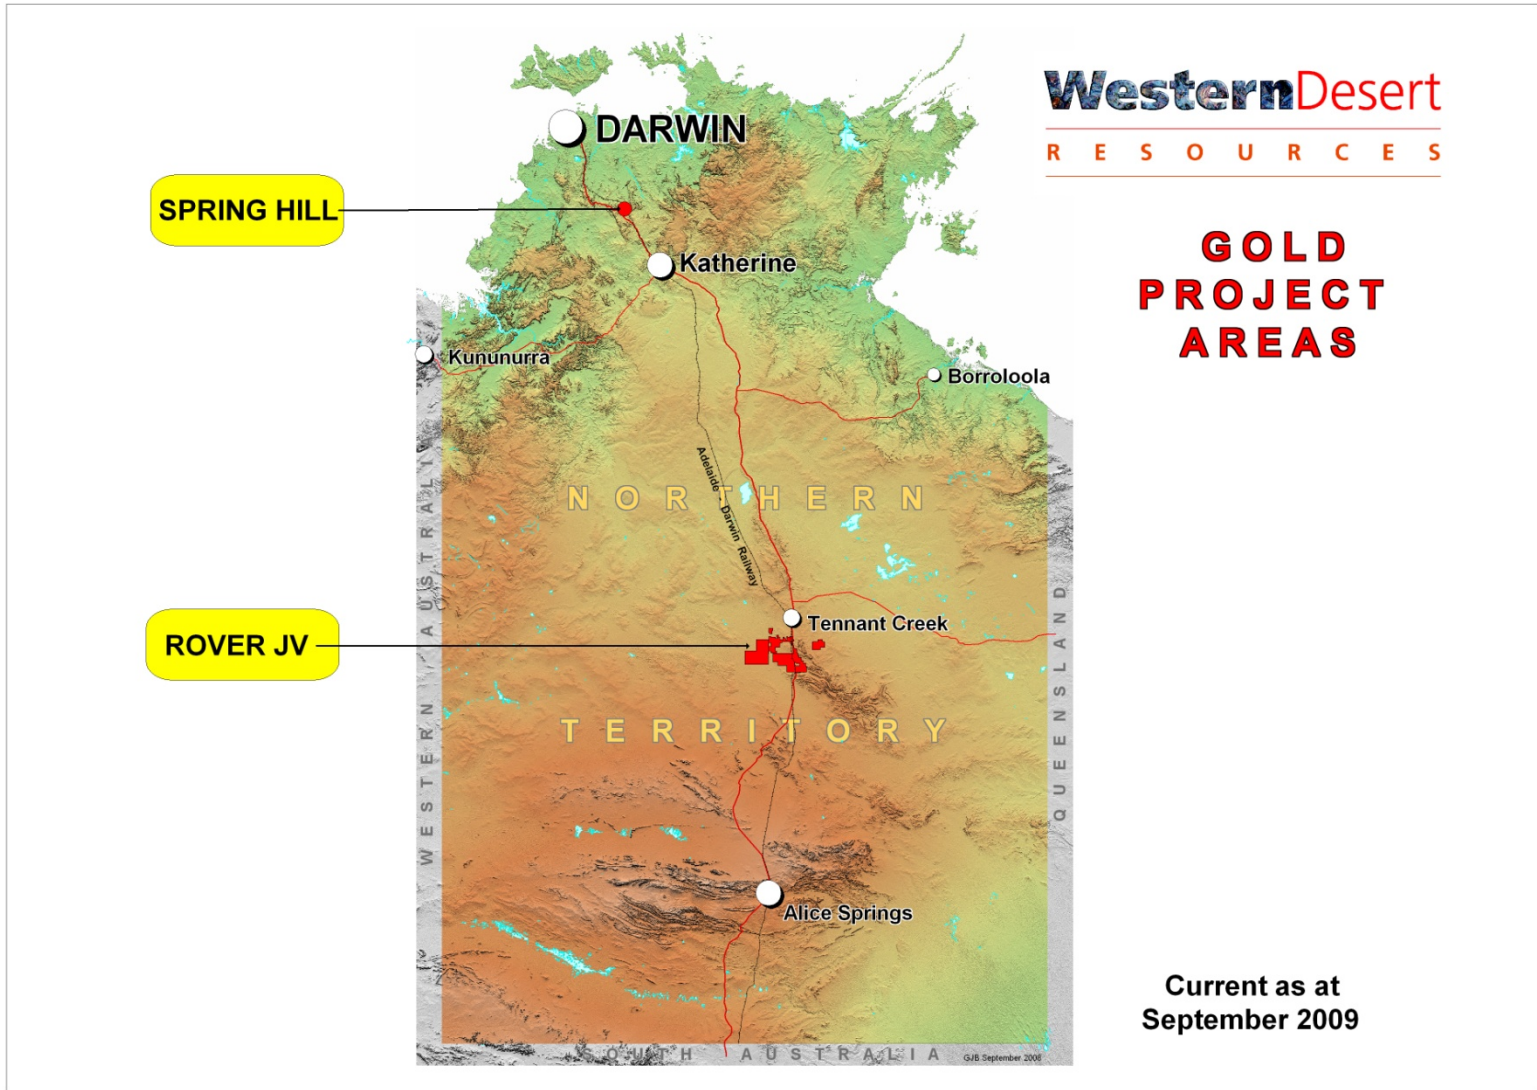 WesternDesert
RESOURCES
GOLD
PROJECT
AREAS
DARWIN
SPRING HILL
Katherine
Kununurra
Borroloola
Adelaide - Darwin Railway
NORTHERN
WESTERN AUSTRALIA
Tennant Creek
ROVER JV
QUEENSLAND
TERRITORY
Alice Springs
Current as at
September 2009
SOUTH AUSTRALIA
GJB September 2008